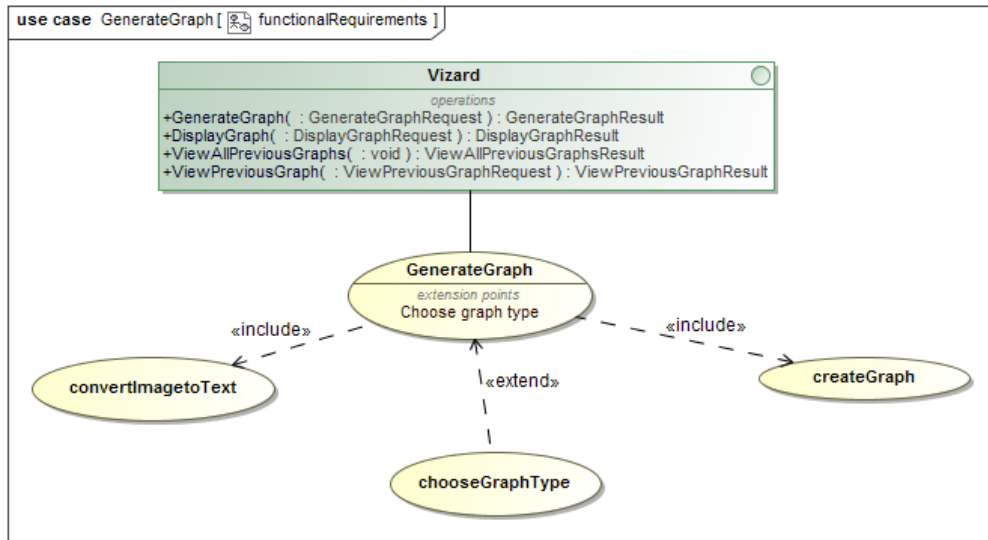 use case GenerateGraph [ functionalRequirements ]
Vizard
operations
+GenerateGraph( : GenerateGraphRequest ) : GenerateGraphResult
+DisplayGraph( : DisplayGraphRequest ) : DisplayGraphResult
+ViewAllPreviousGraphs( : void ) : ViewAllPreviousGraphsResult
+ViewPreviousGraph( : ViewPreviousGraphRequest ) : ViewPreviousGraphResult
GenerateGraph
extension points
Choose graph type
«include»
«include»
convertImagetoText
«extend»
createGraph
chooseGraphType